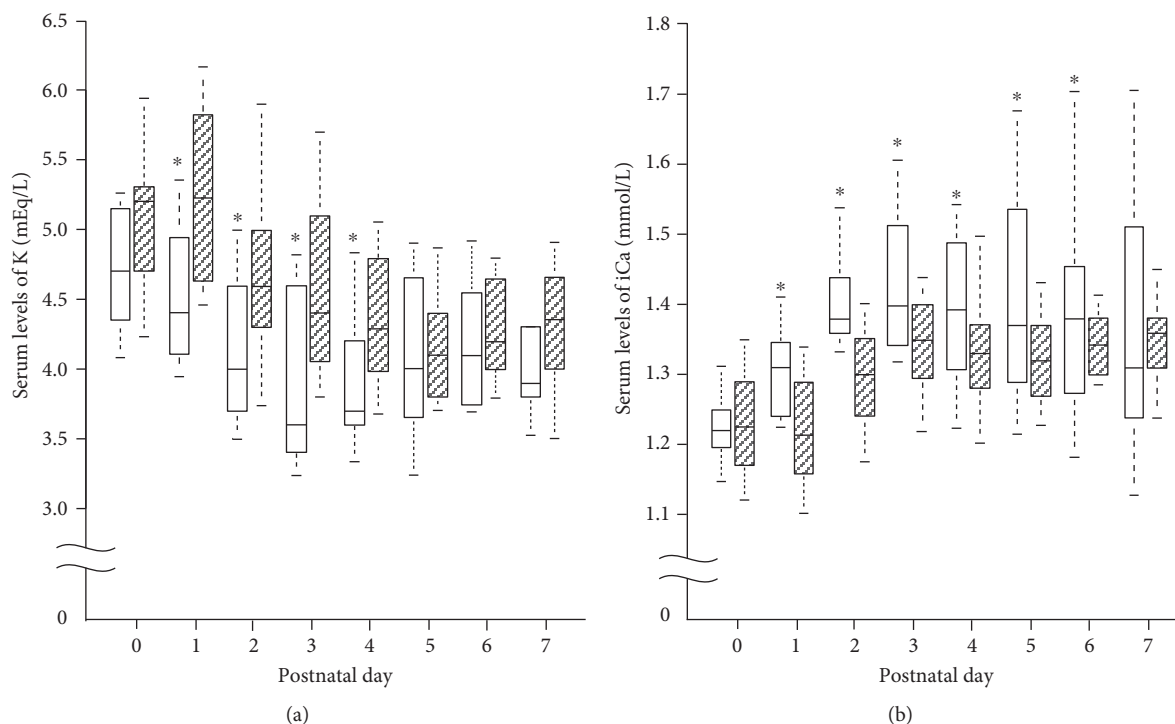 6.5
6.0
5.5
5.0
4.5
4.0
3.5
3.0
0
Serum levels of K (mEq/L)
* * * *
0 1 2 3 4 5 6 7
Postnatal day
(a)
1.8
1.7
1.6
1.5
1.4
1.3
1.2
1.1
0
Serum levels of iCa (mmol/L)
* * * * * *
0 1 2 3 4 5 6 7
Postnatal day
(b)